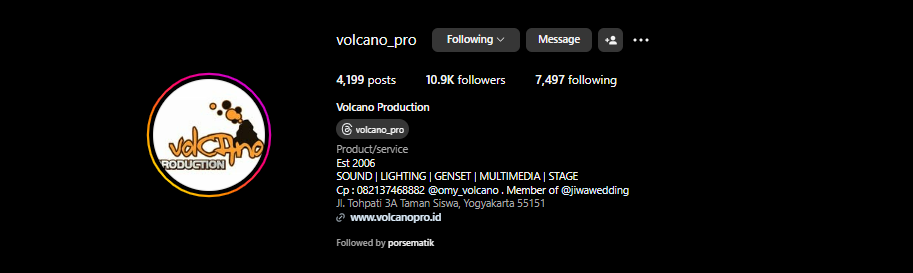 volcano_pro Following Message
4,199 posts 10.9K followers 7,497 following
volcAno
PRODUCTION
Volcano Production
volcano_pro
Product/service
Est 2006
SOUND | LIGHTING | GENSET | MULTIMEDIA | STAGE
Cp : 082137468882 @omy_volcano . Member of @jiwawedding
Jl. Tohpati 3A Taman Siswa, Yogyakarta 55151
www.volcanopro.id
Followed by porsematik